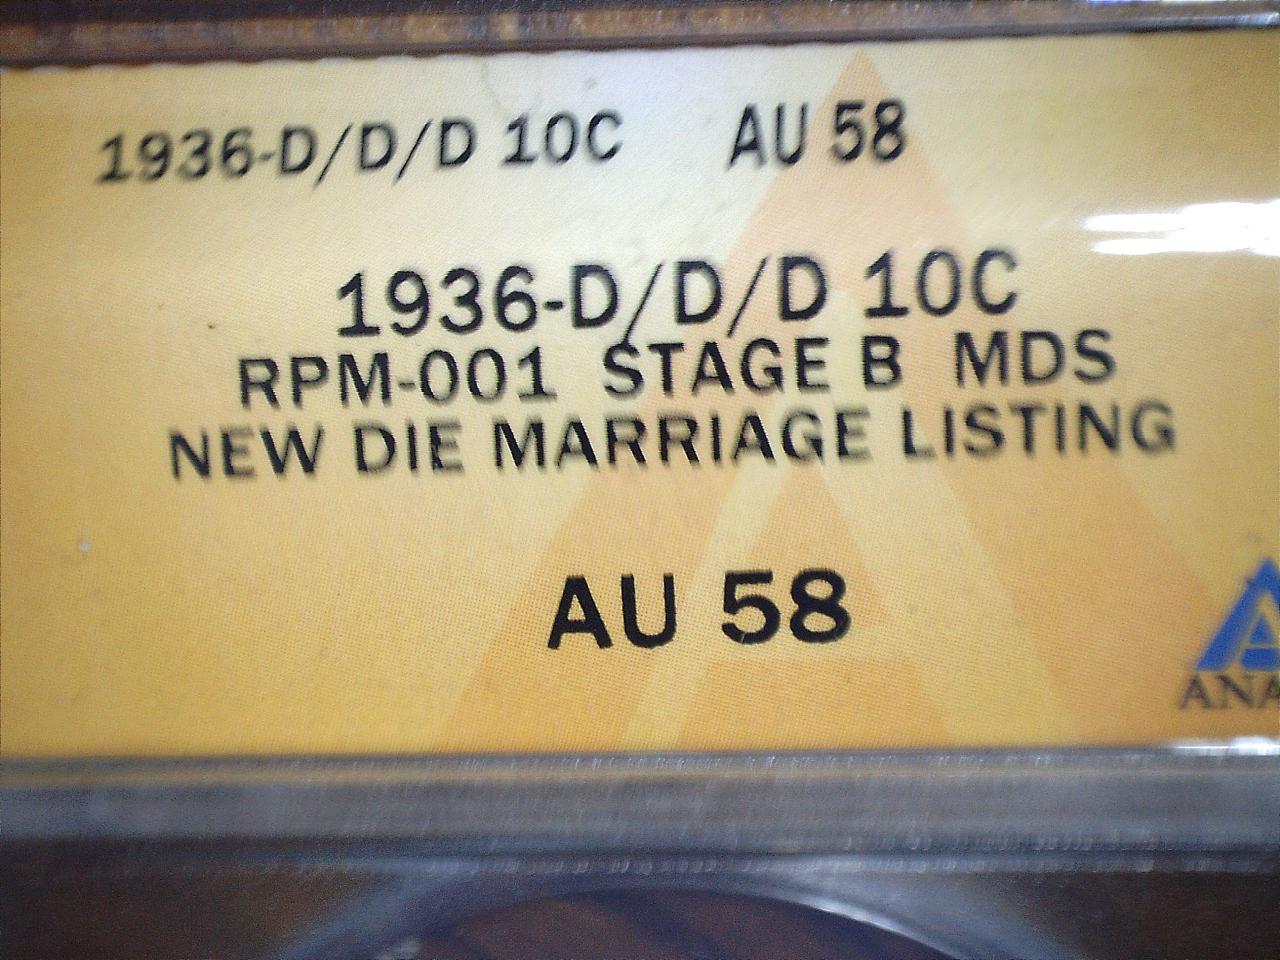 1936-D/D/D 10C AU 58
1936-D/D/D 10C
RPM-001 STAGE B MDS
NEW DIE MARRIAGE LISTING
AU 58
ANA